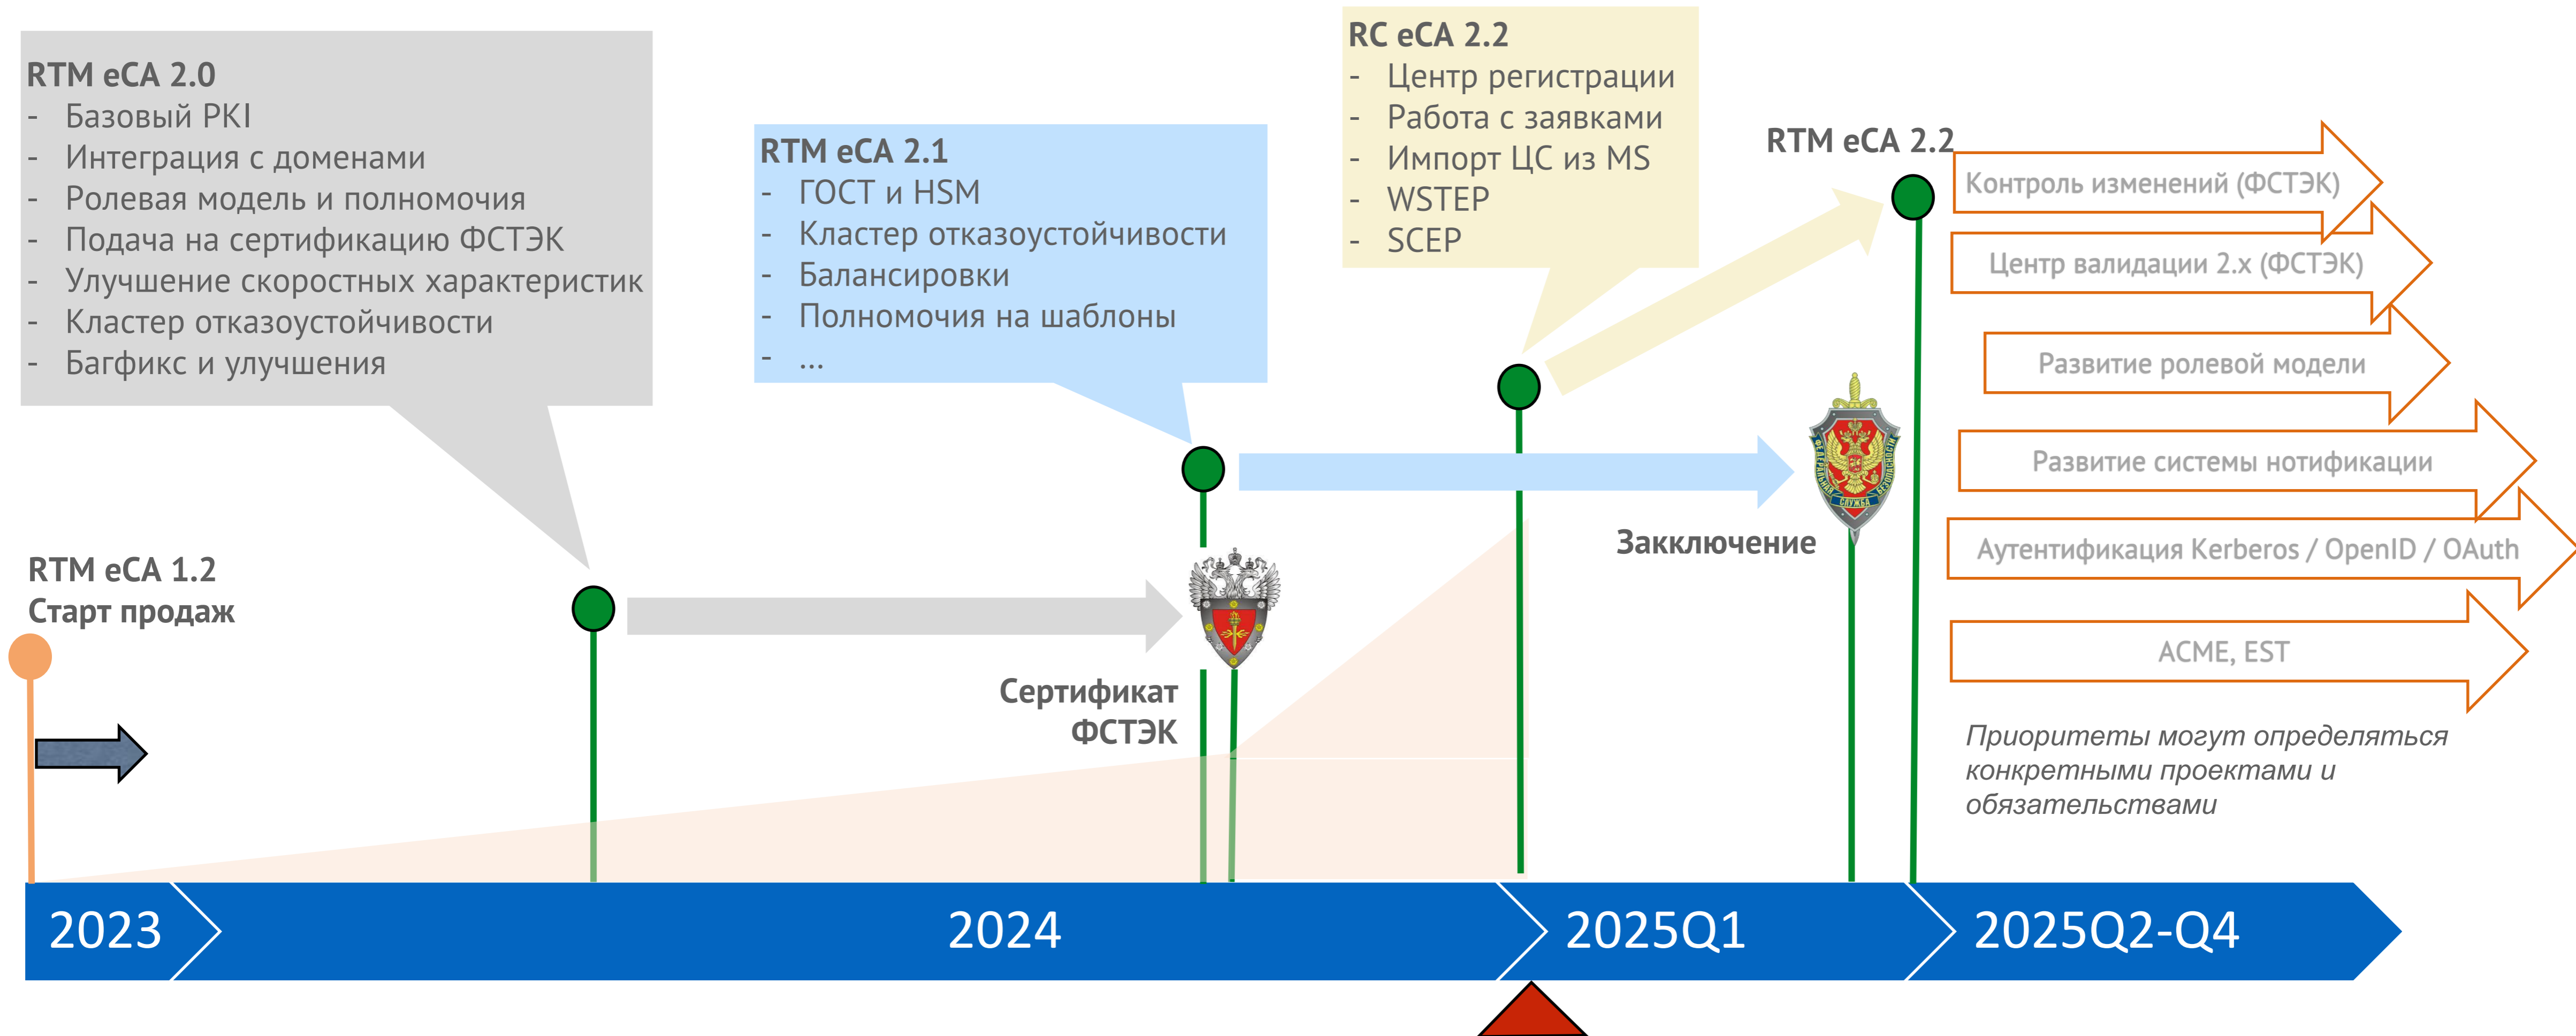 RTM eCA 2.0
- Базовый PKI
- Интеграция с доменами
- Ролевая модель и полномочия
- Подача на сертификацию ФСТЭК
- Улучшение скоростных характеристик
- Кластер отказоустойчивости
- Багфикс и улучшения
RTM eCA 2.1
- ГОСТ и HSM
- Кластер отказоустойчивости
- Балансировки
- Полномочия на шаблоны
- ...
RC eCA 2.2
- Центр регистрации
- Работа с заявками
- Импорт ЦС из MS
- WSTEP
- SCEP
RTM eCA 2.2
Контроль изменений (ФСТЭК)
Центр валидации 2.x (ФСТЭК)
Развитие ролевой модели
Развитие системы нотификации
Аутентификация Kerberos / OpenID / OAuth
ACME, EST
Приоритеты могут определяться
конкретными проектами и
обязательствами
RTM eCA 1.2
Старт продаж
Сертификат
ФСТЭК
ФЕДЕРАЛЬНАЯ
СЛУЖБА
БЕЗОПАСНОСТИ
Закключение
2023
2024
2025Q1
2025Q2-Q4